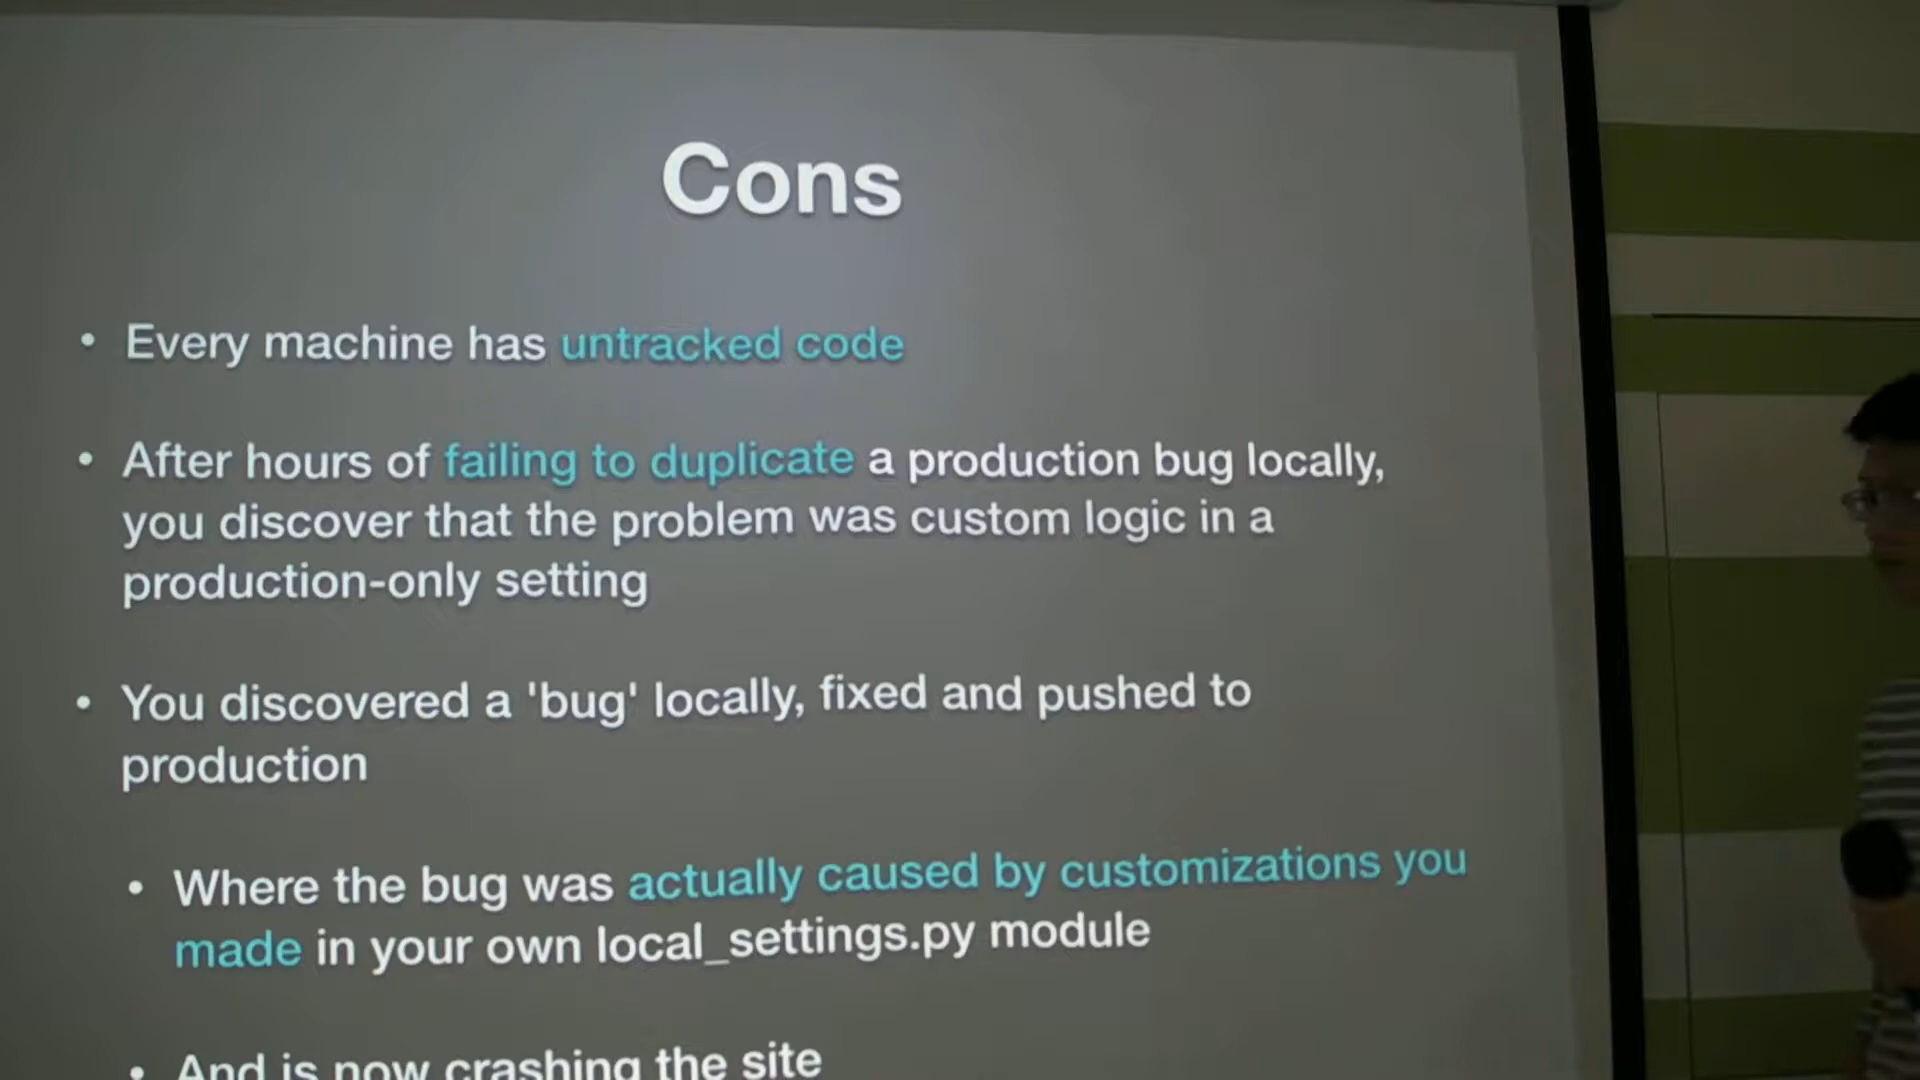 Cons
• Every machine has untracked code
• After hours of failing to duplicate a production bug locally,
you discover that the problem was custom logic in a
production-only setting
• You discovered a 'bug' locally, fixed and pushed to
production
• Where the bug was actually caused by customizations you
made in your own local_settings.py module
• And is now crashing the site